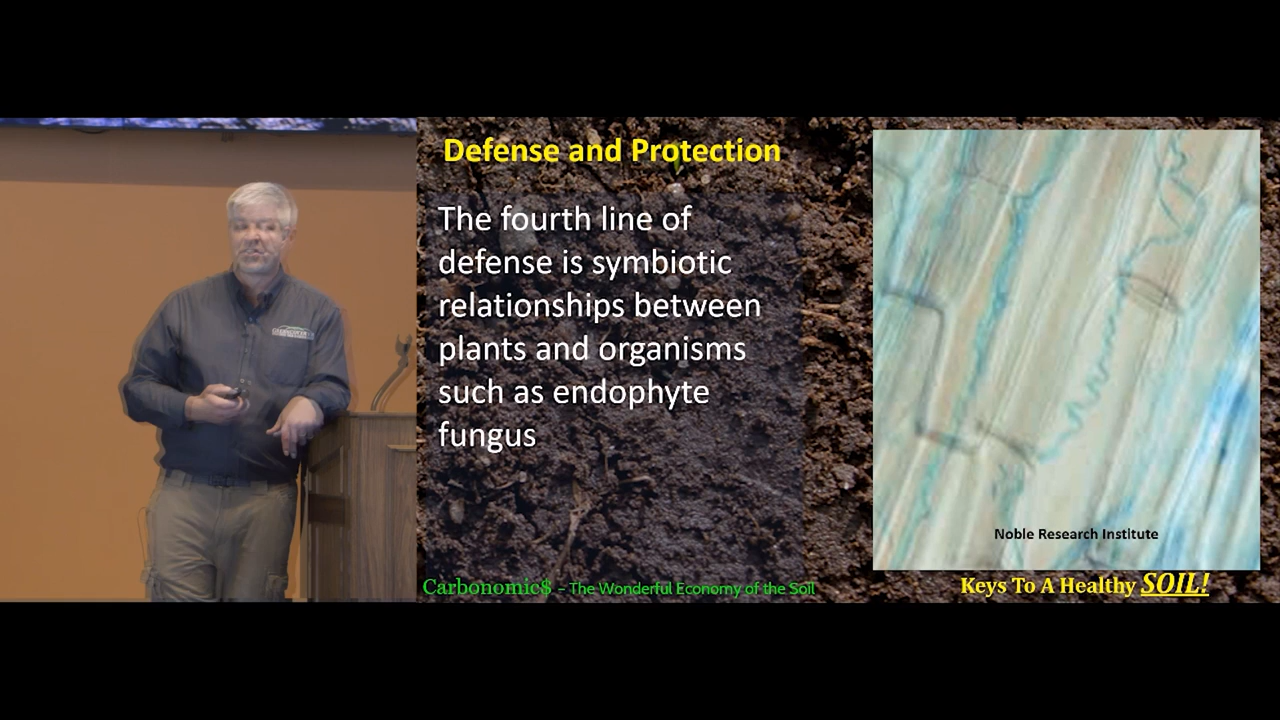 Defense and Protection
The fourth line of
defense is symbiotic
relationships between
plants and organisms
such as endophyte
fungus
Noble Research Institute
Carbonomic$ - The Wonderful Economy of the Soil
Keys To A Healthy SOIL!